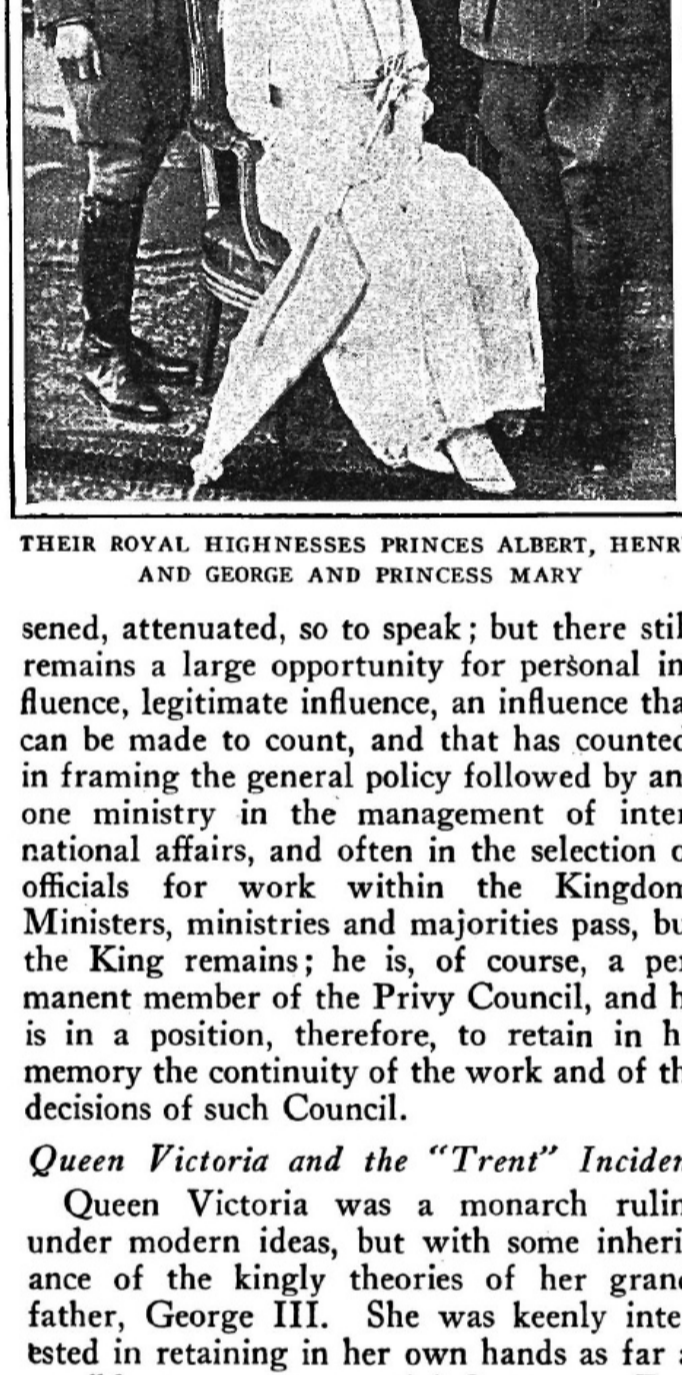 THEIR ROYAL HIGHNESSES PRINCES ALBERT, HENR
AND GEORGE AND PRINCESS MARY
sened, attenuated, so to speak; but there stil
remains a large opportunity for personal in
fluence, legitimate influence, an influence tha
can be made to count, and that has counted
in framing the general policy followed by an
one ministry in the management of inter
national affairs, and often in the selection o
officials for work within the Kingdom
Ministers, ministries and majorities pass, bu
the King remains; he is, of course, a per
manent member of the Privy Council, and h
is in a position, therefore, to retain in h
memory the continuity of the work and of th
decisions of such Council.
Queen Victoria and the "Trent" Inciden
Queen Victoria was a monarch rulin
under modern ideas, but with some inheri
ance of the kingly theories of her grand
father, George III. She was keenly inte
ested in retaining in her own hands as far a